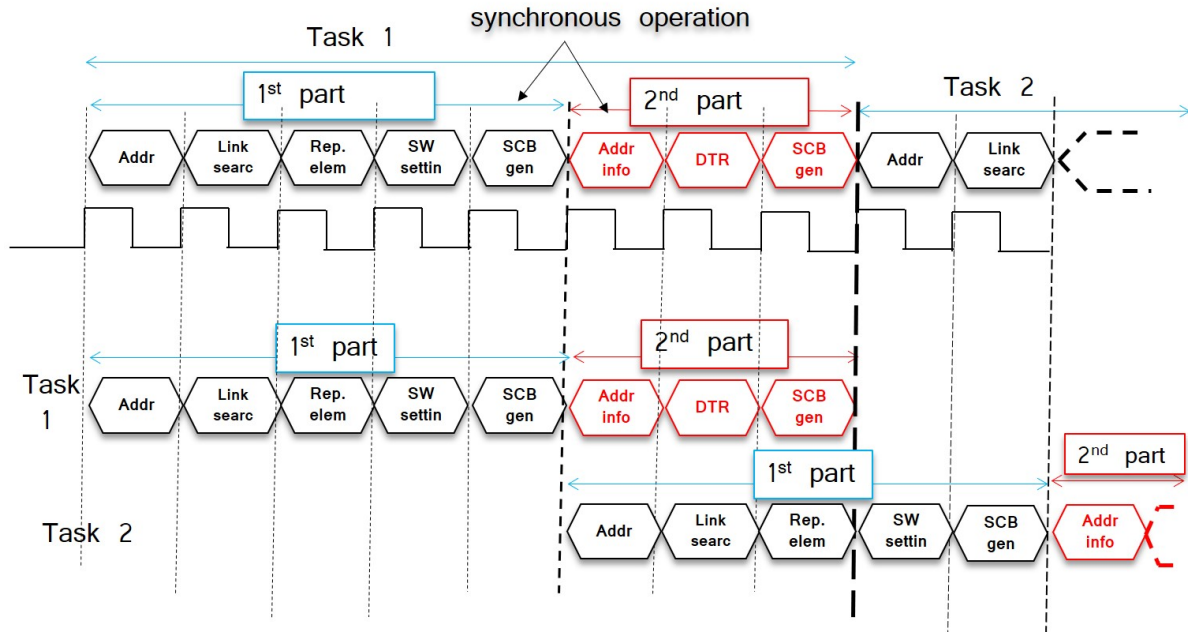 synchronous operation
Task 1
1st part
2nd part
Task 2
Addr
Link
searc
Rep.
elem
SW
settin
SCB
gen
Addr
info
DTR
SCB
gen
Addr
Link
searc
1st part
2nd part
Task
1
Addr
Link
searc
Rep.
elem
SW
settin
SCB
gen
Addr
info
DTR
SCB
gen
1st part
2nd part
Task 2
Addr
Link
searc
Rep.
elem
SW
settin
SCB
gen
Addr
info